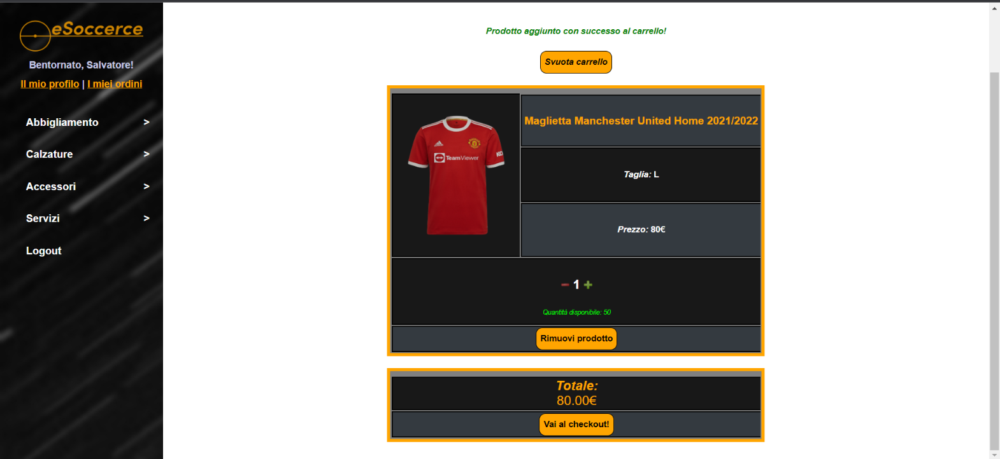 eSoccerce
Bentornato, Salvatore!
Il mio profilo | I miei ordini
Abbigliamento >
Calzature >
Accessori >
Servizi >
Logout
Prodotto aggiunto con successo al carrello!
Svuota carrello
TeamViewer
Maglietta Manchester United Home 2021/2022
Taglia: L
Prezzo: 80€
− 1 +
Quantità disponibile: 50
Rimuovi prodotto
Totale:
80.00€
Vai al checkout!